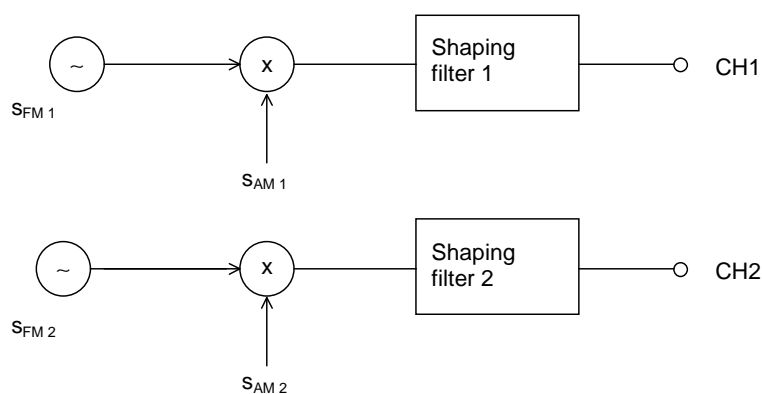 ~
x
Shaping
filter 1
CH1
sFM 1
sAM 1
~
x
Shaping
filter 2
CH2
sFM 2
sAM 2